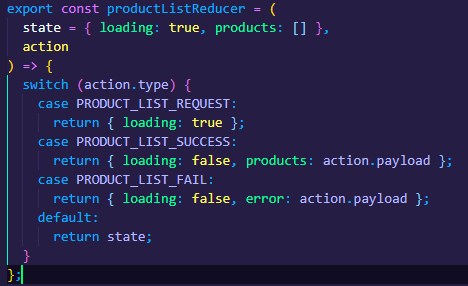 export const productListReducer = (
  state = { loading: true, products: [] },
  action
) => {
  switch (action.type) {
    case PRODUCT_LIST_REQUEST:
      return { loading: true };
    case PRODUCT_LIST_SUCCESS:
      return { loading: false, products: action.payload };
    case PRODUCT_LIST_FAIL:
      return { loading: false, error: action.payload };
    default:
      return state;
  }
};